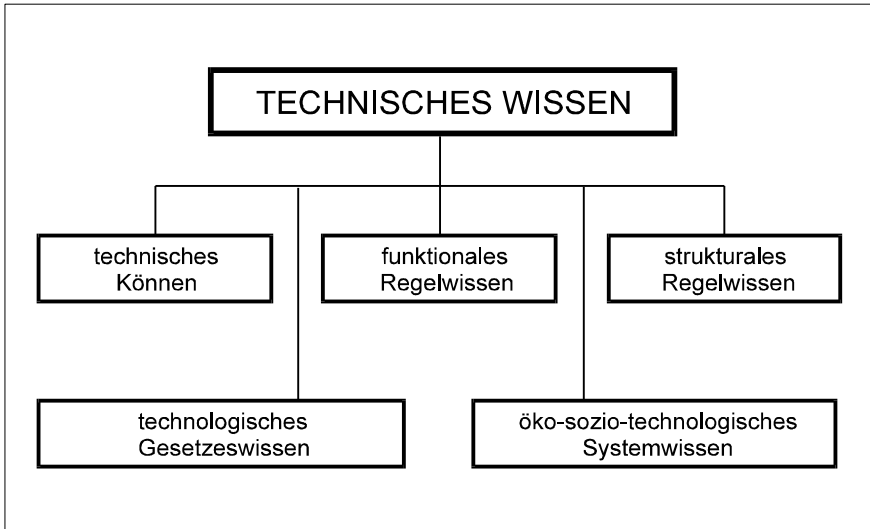 TECHNISCHES WISSEN
technisches
Können
funktionales
Regelwissen
strukturales
Regelwissen
technologisches
Gesetzeswissen
öko-sozio-technologisches
Systemwissen